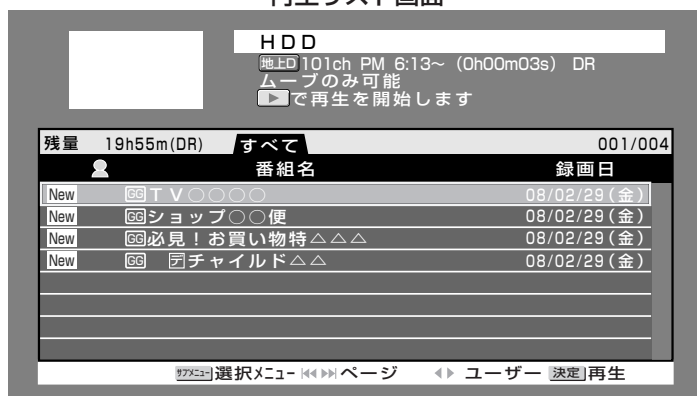 再生リスト画面
HDD
地上D 101ch PM 6:13~ (0h00m03s) DR
ムーブのみ可能
▶で再生を開始します
残量 19h55m(DR) すべて 001/004
番組名 録画日
New GG TV○○○○ 08/02/29(金)
New GG ショップ○○便 08/02/29(金)
New GG 必見!お買い物特△△△ 08/02/29(金)
New GG デチャイルド△△ 08/02/29(金)
サブメニュー 選択メニュー ⏮⏭ページ ◀▶ ユーザー 決定 再生